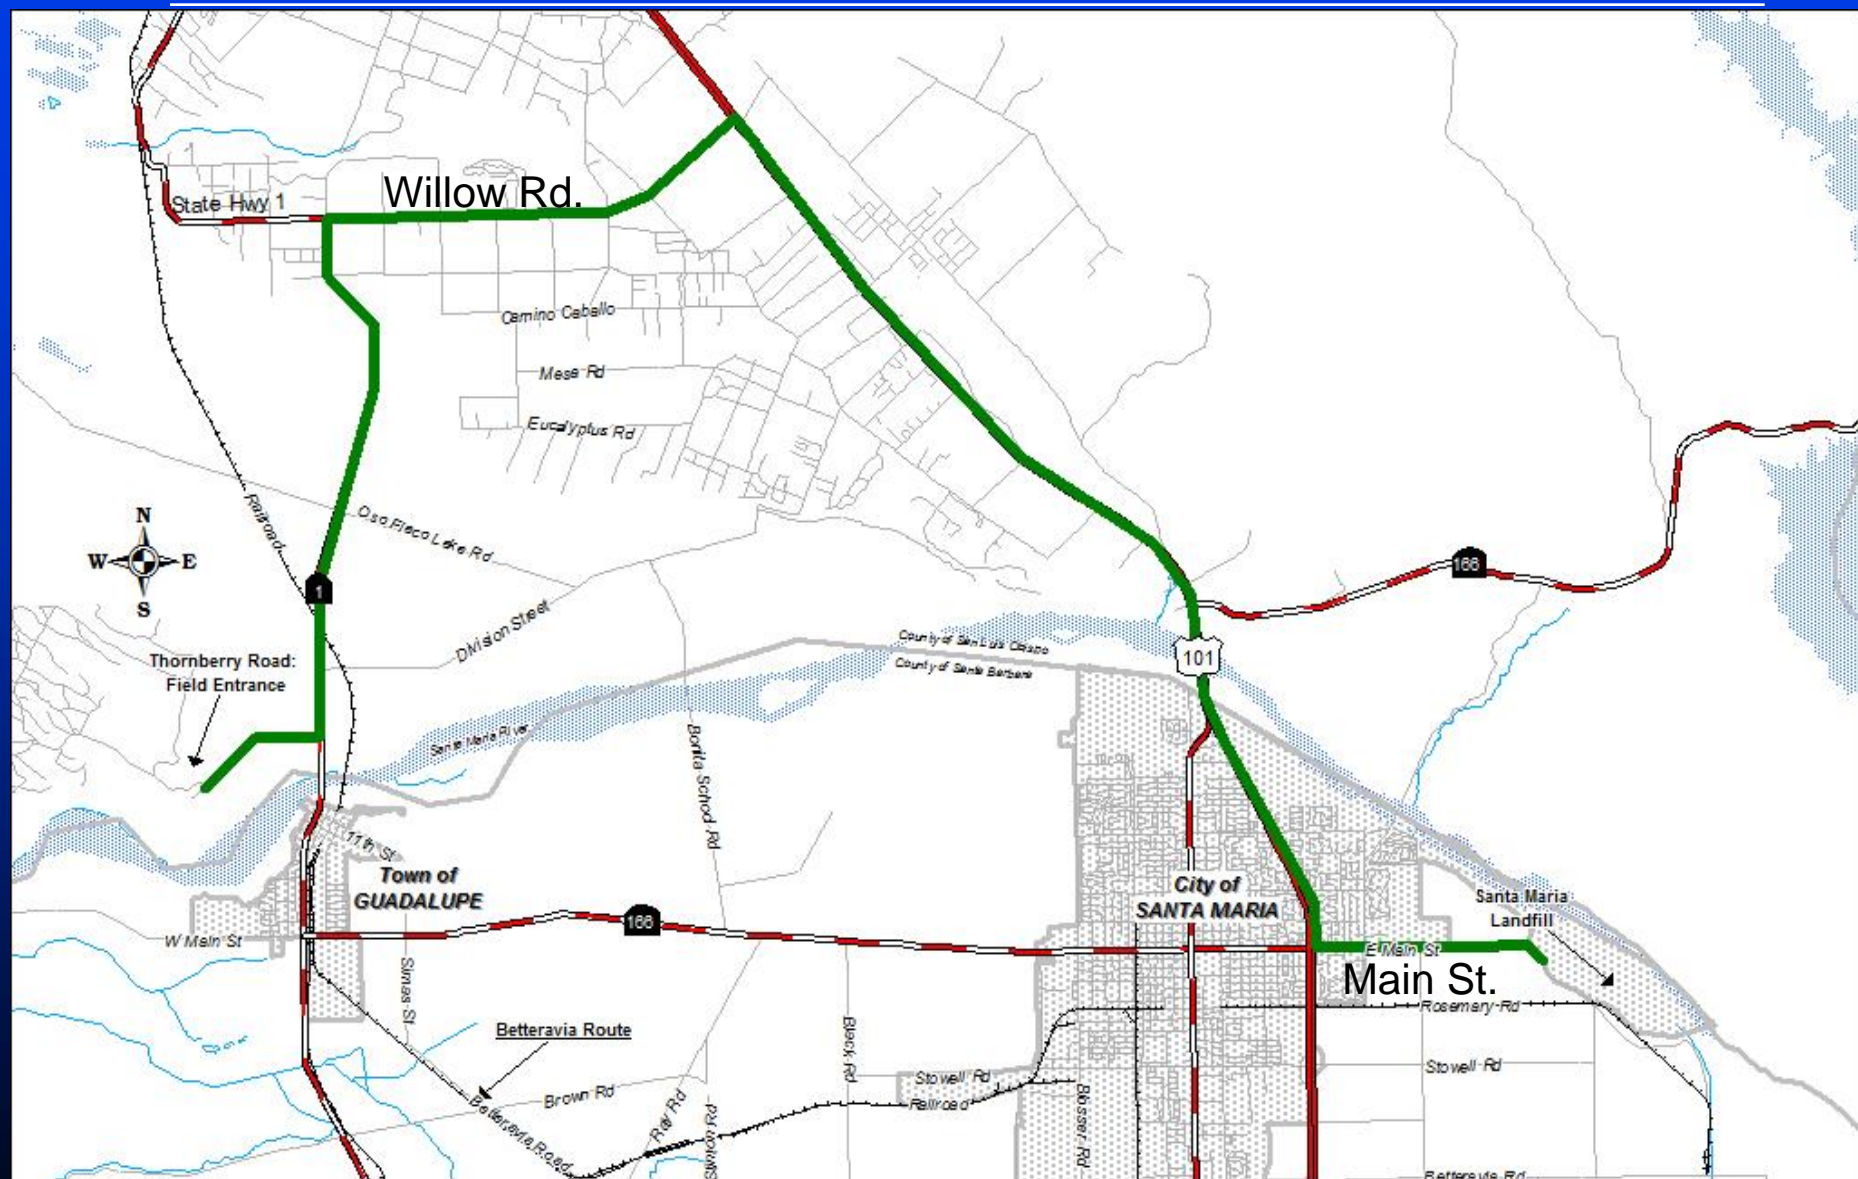 Willow Rd.
State Hwy 1
Camino Caballo
Mesa Rd
Eucalyptus Rd
Railroad
Oso Flaco Lake Rd
N
W
E
S
166
1
Division Street
Thornberry Road:
Field Entrance
County of San Luis Obispo
County of Santa Barbara
101
Santa Maria River
Bonita School Rd
11th St
Town of
GUADALUPE
City of
SANTA MARIA
Santa Maria
Landfill
166
W Main St
E Main St
Main St.
Simas St
Rosemary Rd
Betteravia Route
Black Rd
Stowell Rd
Stowell Rd
Brown Rd
Railroad
Betteravia Road
Ray Rd
Blosser Rd
Betteravia Rd